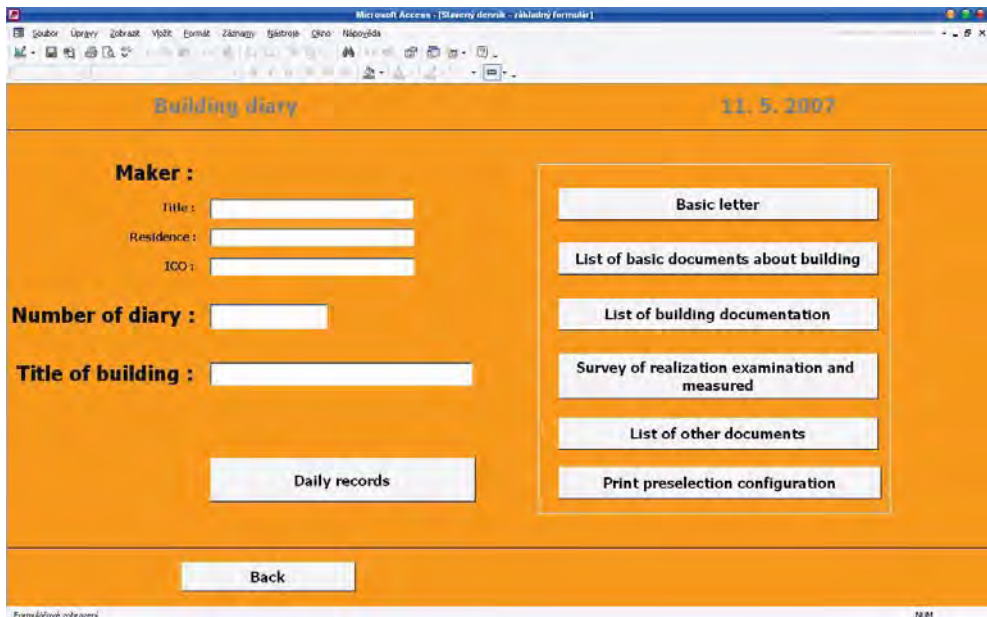 Microsoft Access - [Stavený denník - základný formulár]
Soubor Úpravy Zobrazit Vložit Formát Záznamy Nástroje Okno Nápověda
Building diary
11. 5. 2007
Maker :
Title :
Residence :
ICO :
Number of diary :
Title of building :
Daily records
Basic letter
List of basic documents about building
List of building documentation
Survey of realization examination and
measured
List of other documents
Print preselection configuration
Back
Formulářové zobrazení
NUM